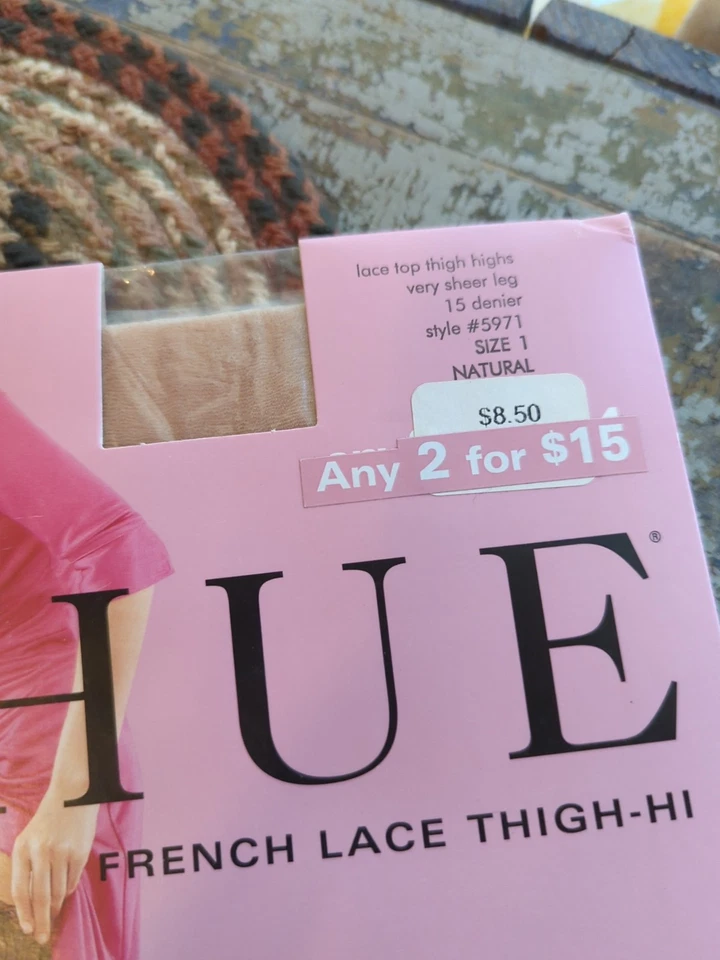 lace top thigh highs
very sheer leg
15 denier
style #5971
SIZE 1
NATURAL
$8.50
Any 2 for $15
HUE®
FRENCH LACE THIGH-HI